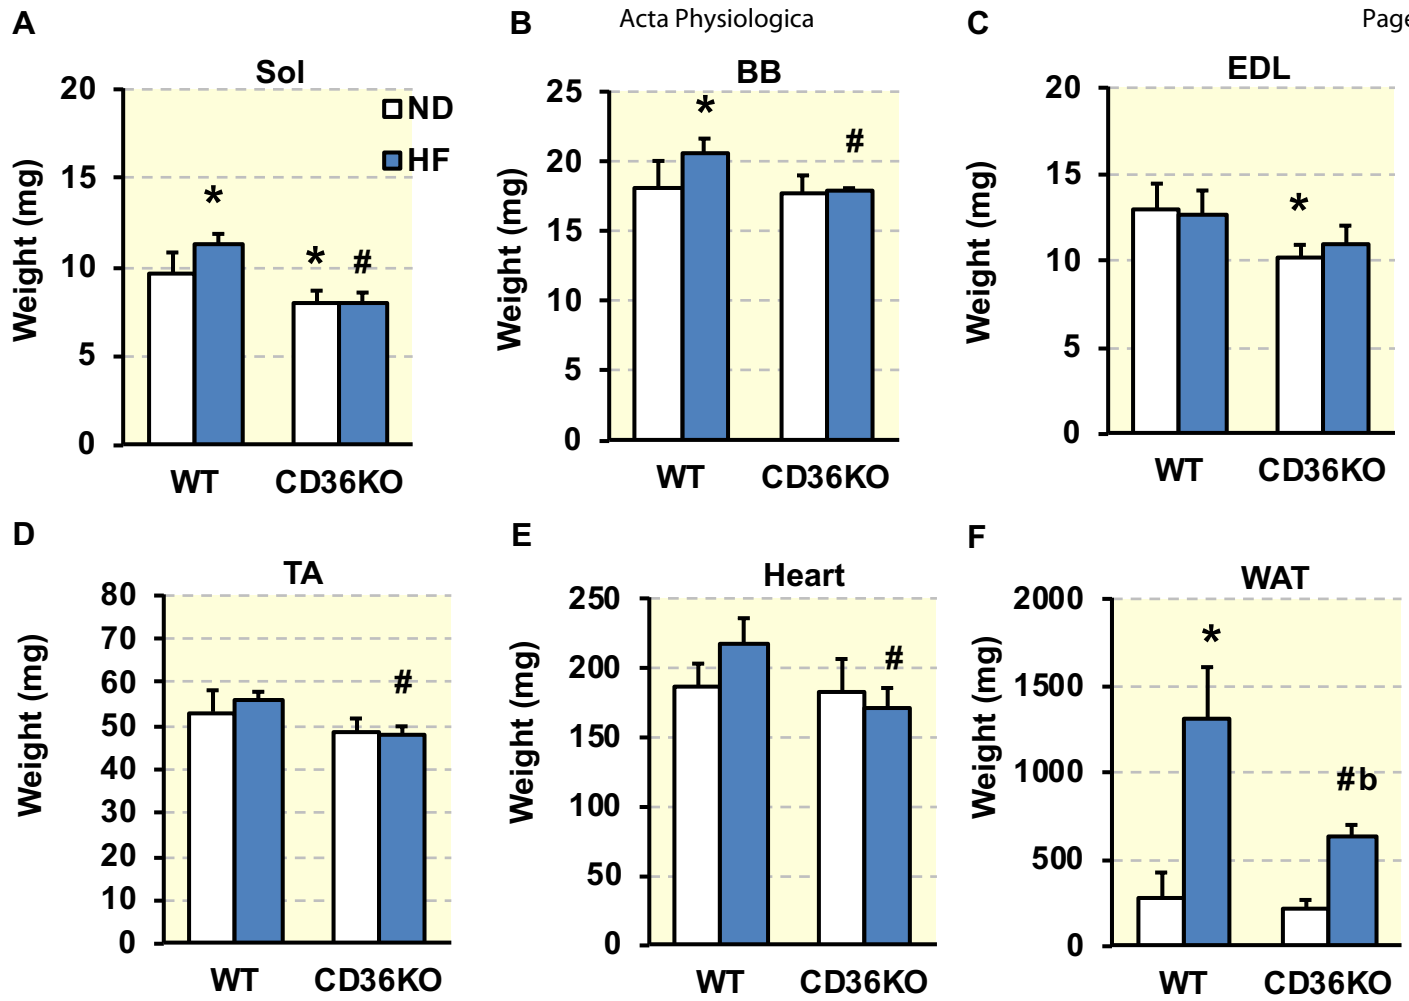 Acta Physiologica
Page
A
Sol
20
15
10
5
0
Weight (mg)
ND
HF
*
*
#
WT CD36KO
B
BB
25
20
15
10
5
0
Weight (mg)
*
#
WT CD36KO
C
EDL
20
15
10
5
0
Weight (mg)
*
WT CD36KO
D
TA
80
70
60
50
40
30
20
10
0
Weight (mg)
#
WT CD36KO
E
Heart
250
200
150
100
50
0
Weight (mg)
#
WT CD36KO
F
WAT
2000
1500
1000
500
0
Weight (mg)
*
#b
WT CD36KO